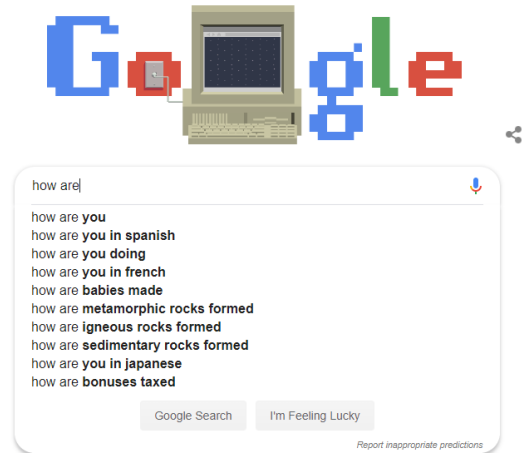 Google
how are
how are you
how are you in spanish
how are you doing
how are you in french
how are babies made
how are metamorphic rocks formed
how are igneous rocks formed
how are sedimentary rocks formed
how are you in japanese
how are bonuses taxed
Google Search I'm Feeling Lucky
Report inappropriate predictions